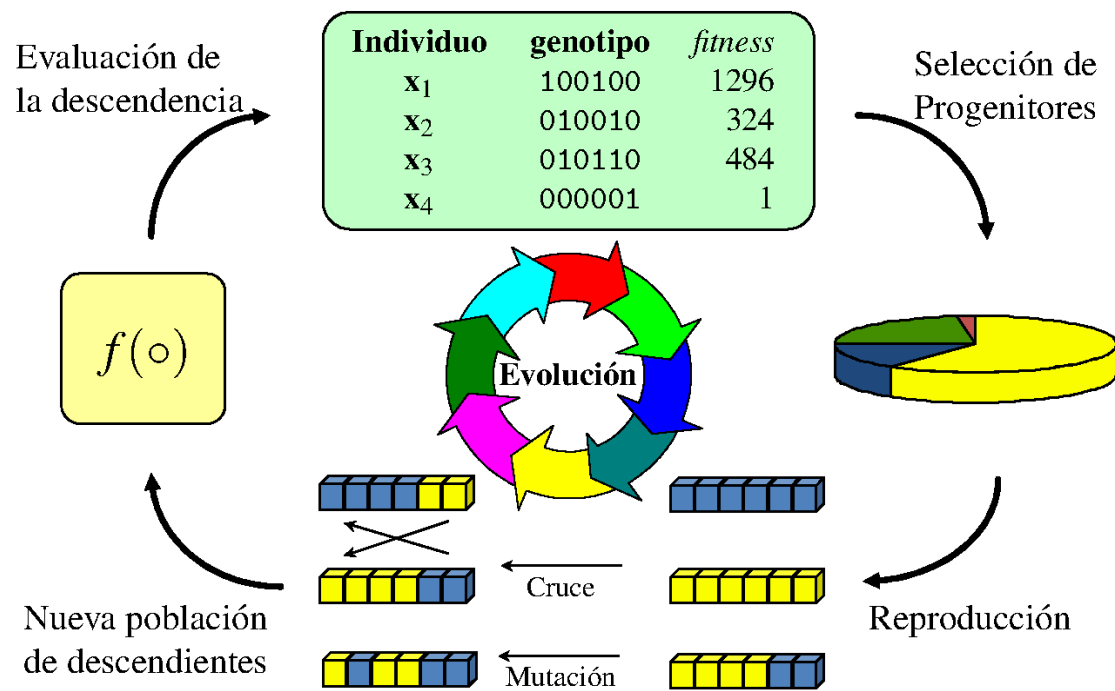 Evaluación de
la descendencia
Individuo genotipo fitness
x1 100100 1296
x2 010010 324
x3 010110 484
x4 000001 1
Selección de
Progenitores
f(∘)
Evolución
Cruce
Mutación
Reproducción
Nueva población
de descendientes